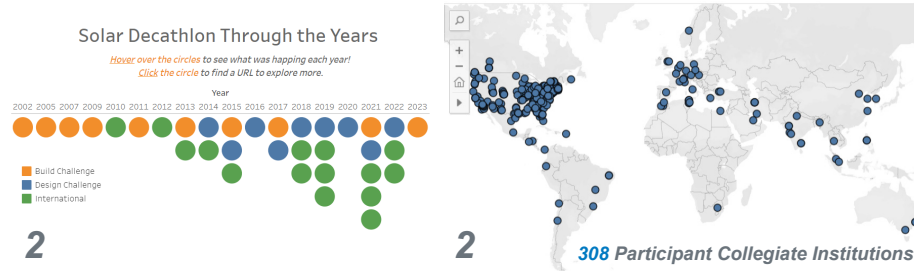 Solar Decathlon Through the Years
Hover over the circles to see what was happing each year!
Click the circle to find a URL to explore more.
Year
2002 2005 2007 2009 2010 2011 2012 2013 2014 2015 2016 2017 2018 2019 2020 2021 2022 2023
Build Challenge
Design Challenge
International
2
2
308 Participant Collegiate Institutions